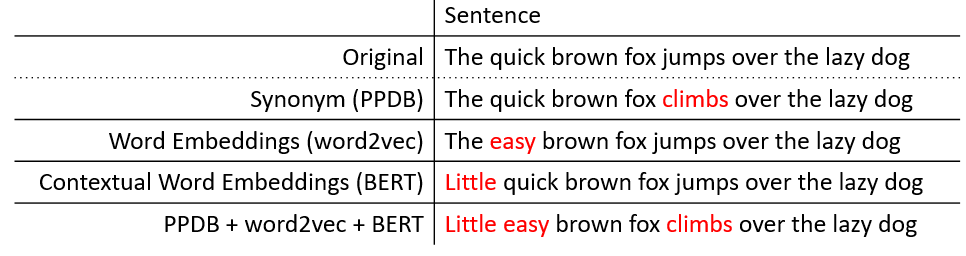 Sentence
Original The quick brown fox jumps over the lazy dog
Synonym (PPDB) The quick brown fox climbs over the lazy dog
Word Embeddings (word2vec) The easy brown fox jumps over the lazy dog
Contextual Word Embeddings (BERT) Little quick brown fox jumps over the lazy dog
PPDB + word2vec + BERT Little easy brown fox climbs over the lazy dog